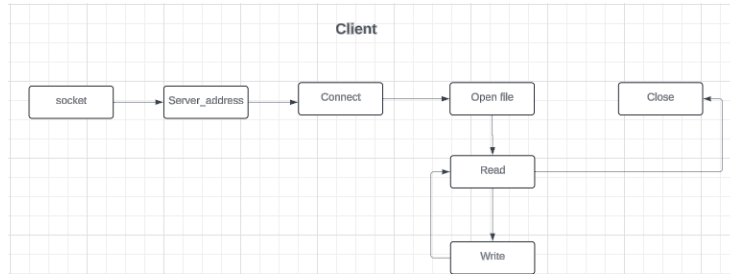 Client
socket
Server_address
Connect
Open file
Close
Read
Write